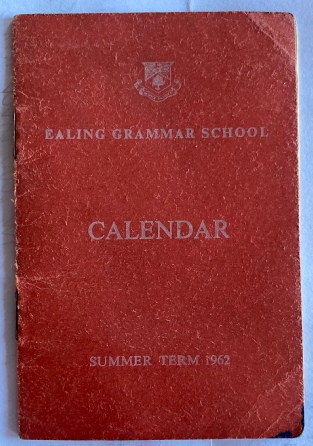 EALING GRAMMAR SCHOOL
CALENDAR
SUMMER TERM 1962